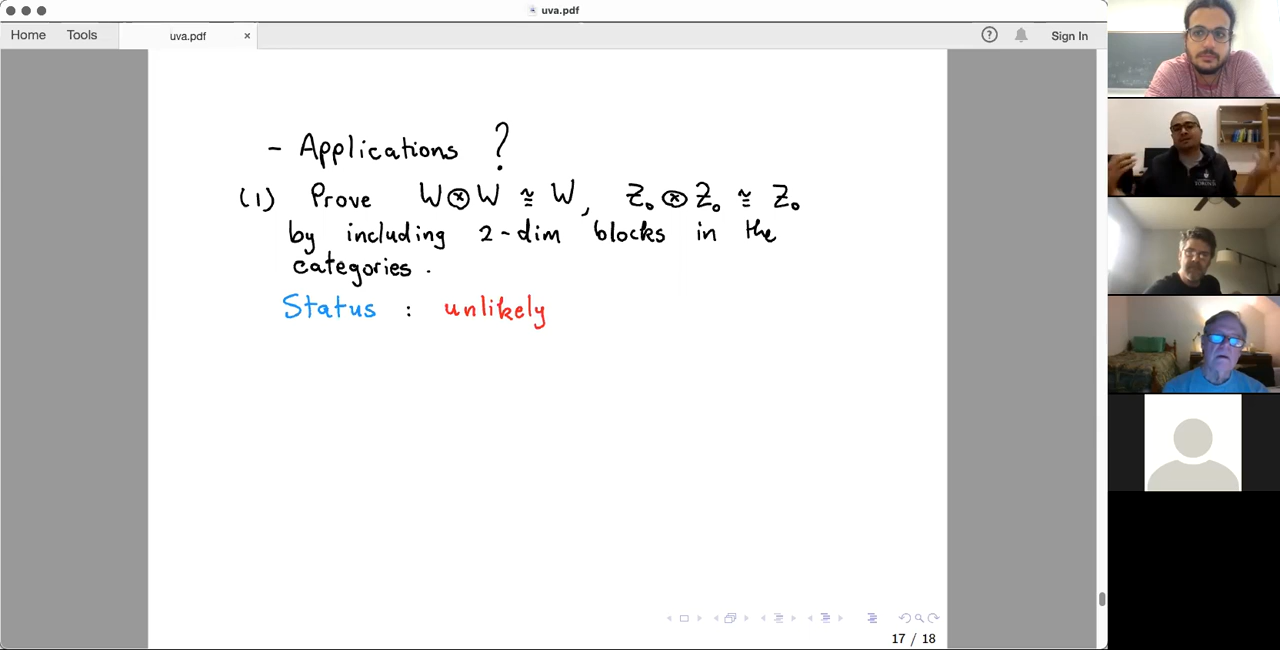 uva.pdf
Home Tools uva.pdf × ? Sign In
- Applications ?
(1) Prove W⊗W ≅ W, Z₀⊗Z₀ ≅ Z₀
by including 2-dim blocks in the
categories.
Status : unlikely
17 / 18
TORONTO